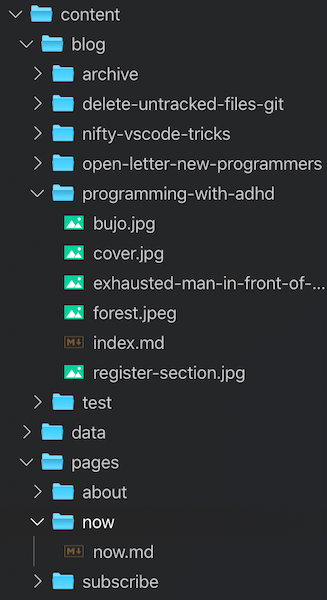 content
blog
archive
delete-untracked-files-git
nifty-vscode-tricks
open-letter-new-programmers
programming-with-adhd
bujo.jpg
cover.jpg
exhausted-man-in-front-of-...
forest.jpeg
index.md
register-section.jpg
test
data
pages
about
now
now.md
subscribe